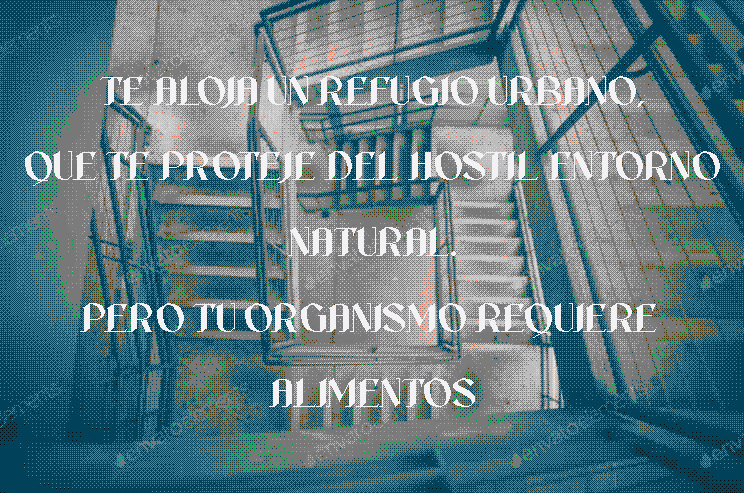 TE ALOJA UN REFUGIO URBANO,
QUE TE PROTEJE DEL HOSTIL ENTORNO
NATURAL.
PERO TU ORGANISMO REQUIERE
ALIMENTOS